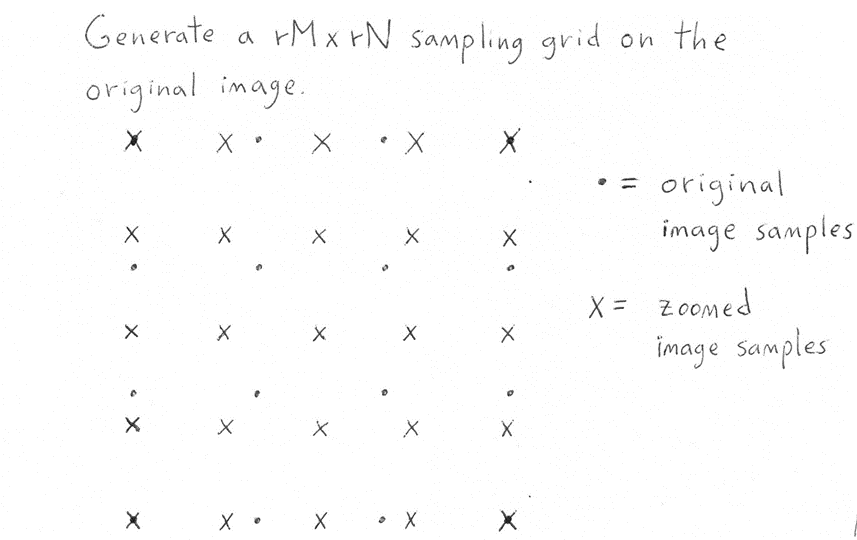 Generate a rM x rN sampling grid on the
original image.
X X • X • X X
• = original
image samples
X X X X X
• • • •
X = zoomed
image samples
X X X X X
• • • •
X X X X X
X X • X • X X